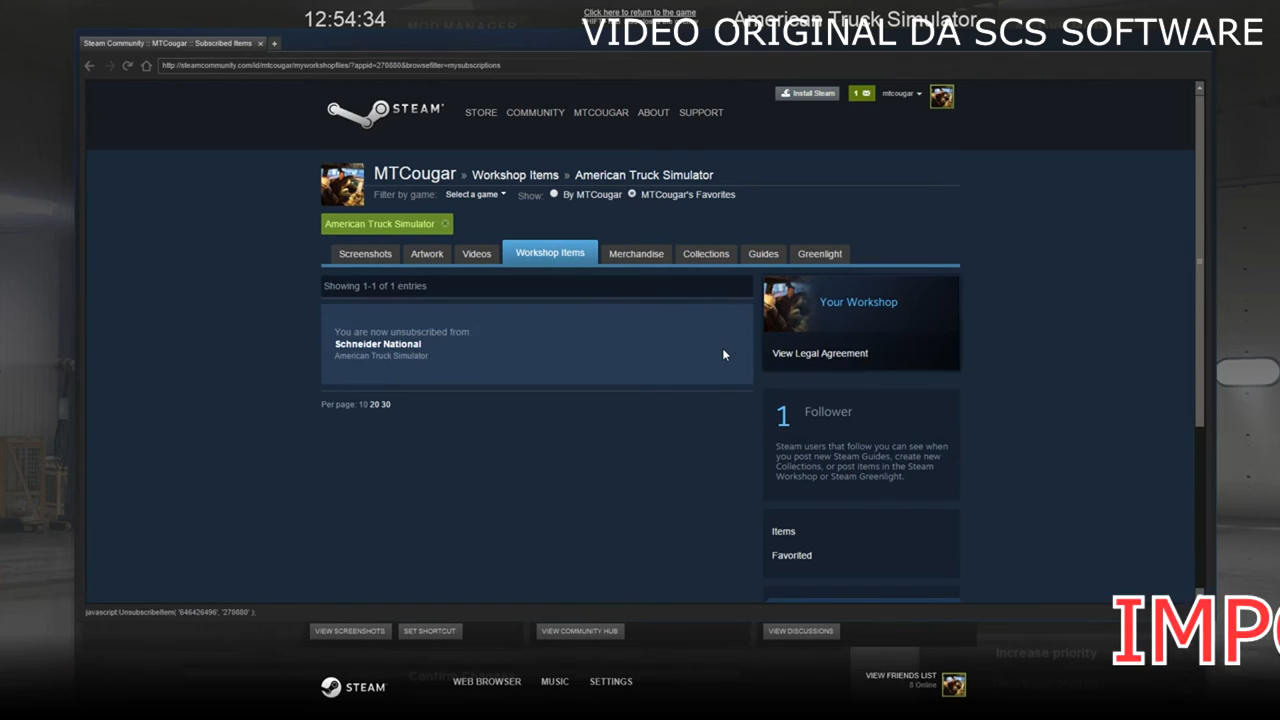 12:54:34
MOD MANAGER
Click here to return to the game
American Truck Simulator
VIDEO ORIGINAL DA SCS SOFTWARE
Steam Community :: MTCougar :: Subscribed Items × +
http://steamcommunity.com/id/mtcougar/myworkshopfiles/?appid=270880&browsefilter=mysubscriptions
STEAM
STORE COMMUNITY MTCOUGAR ABOUT SUPPORT
Install Steam
1
mtcougar
MTCougar » Workshop Items » American Truck Simulator
Filter by game: Select a game Show: By MTCougar MTCougar's Favorites
American Truck Simulator ×
Screenshots Artwork Videos Workshop Items Merchandise Collections Guides Greenlight
Showing 1-1 of 1 entries
You are now unsubscribed from
Schneider National
American Truck Simulator
Per page: 10 20 30
Your Workshop
View Legal Agreement
1 Follower
Steam users that follow you can see when
you post new Steam Guides, create new
Collections, or post items in the Steam
Workshop or Steam Greenlight.
Items
Favorited
javascript:UnsubscribeItem( '646426496', '270880' );
VIEW SCREENSHOTS SET SHORTCUT VIEW COMMUNITY HUB VIEW DISCUSSIONS
IMPO
Increase priority
STEAM
WEB BROWSER MUSIC SETTINGS
VIEW FRIENDS LIST
8 Online